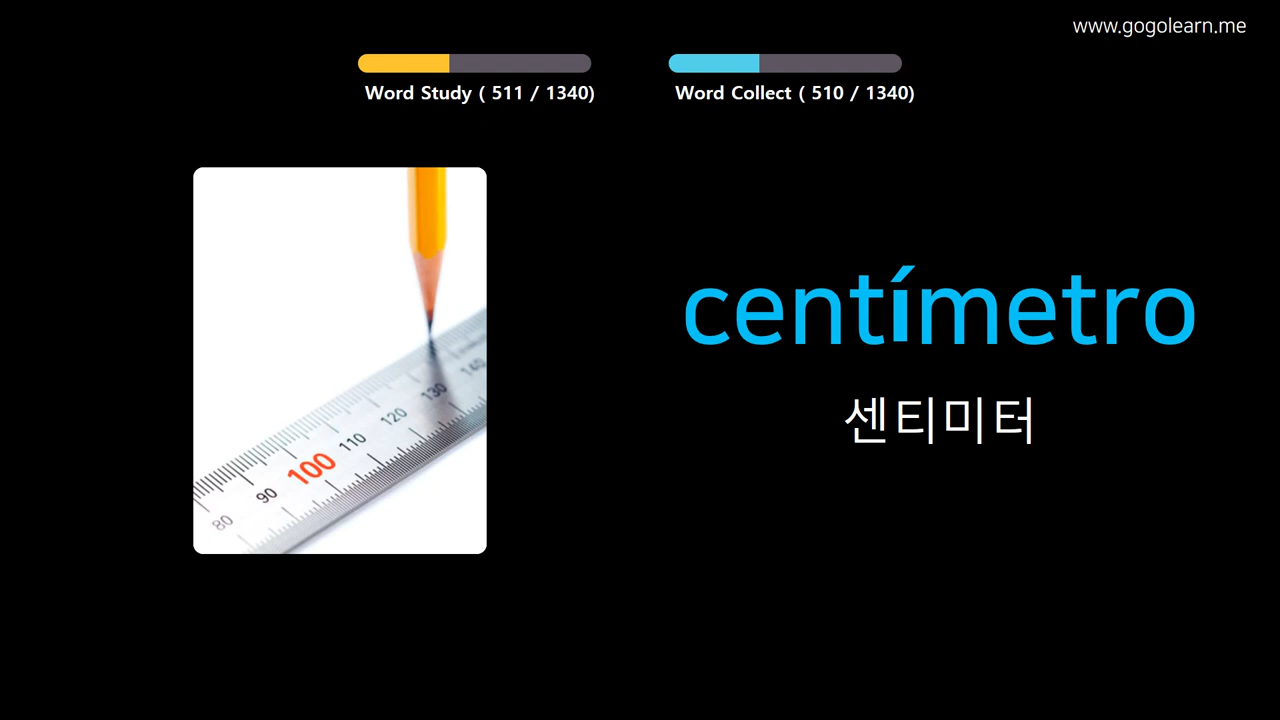 www.gogolearn.me
Word Study ( 511 / 1340)
Word Collect ( 510 / 1340)
centímetro
센티미터
80 90 100 110 120 130 140